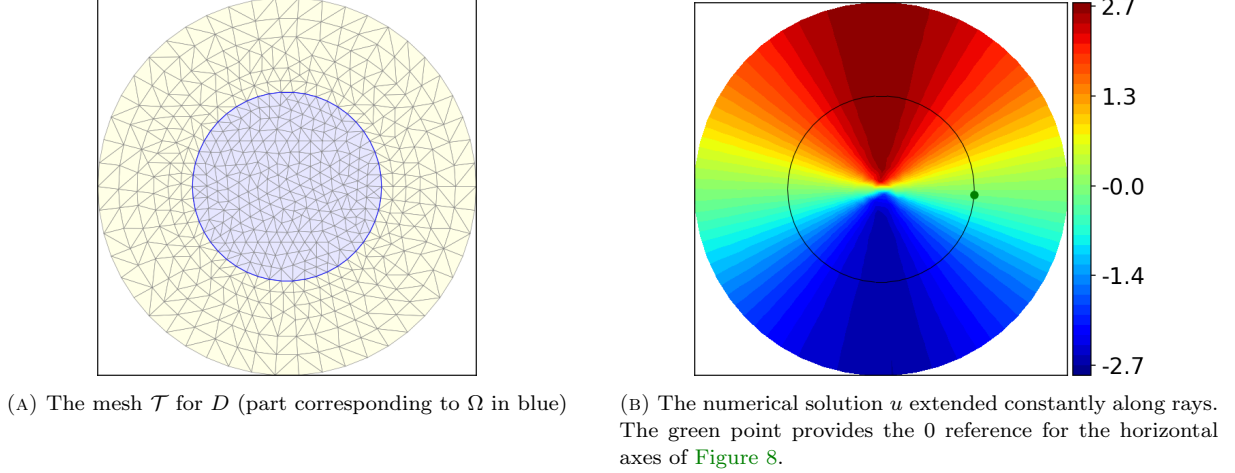 2.7
1.3
-0.0
-1.4
-2.7
(A) The mesh 𝒯 for D (part corresponding to Ω in blue)
(B) The numerical solution u extended constantly along rays.
The green point provides the 0 reference for the horizontal
axes of Figure 8.